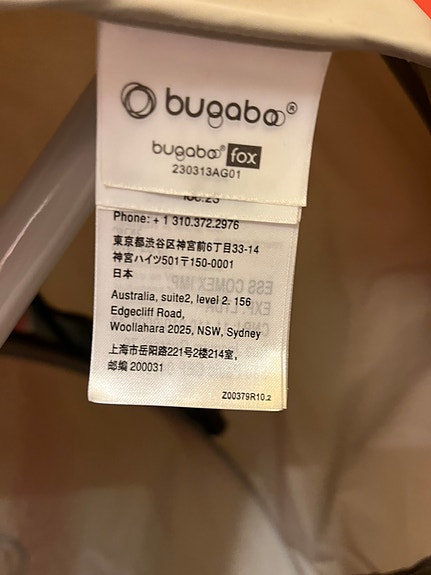 bugaboo®
bugaboo® fox
230313AG01
Phone: + 1 310.372.2976
東京都渋谷区神宮前6丁目33-14
神宮ハイツ501〒150-0001
日本
Australia, suite2, level 2. 156
Edgecliff Road,
Woollahara 2025, NSW, Sydney
上海市岳阳路221号2楼214室,
邮编 200031
Z00379R10.2